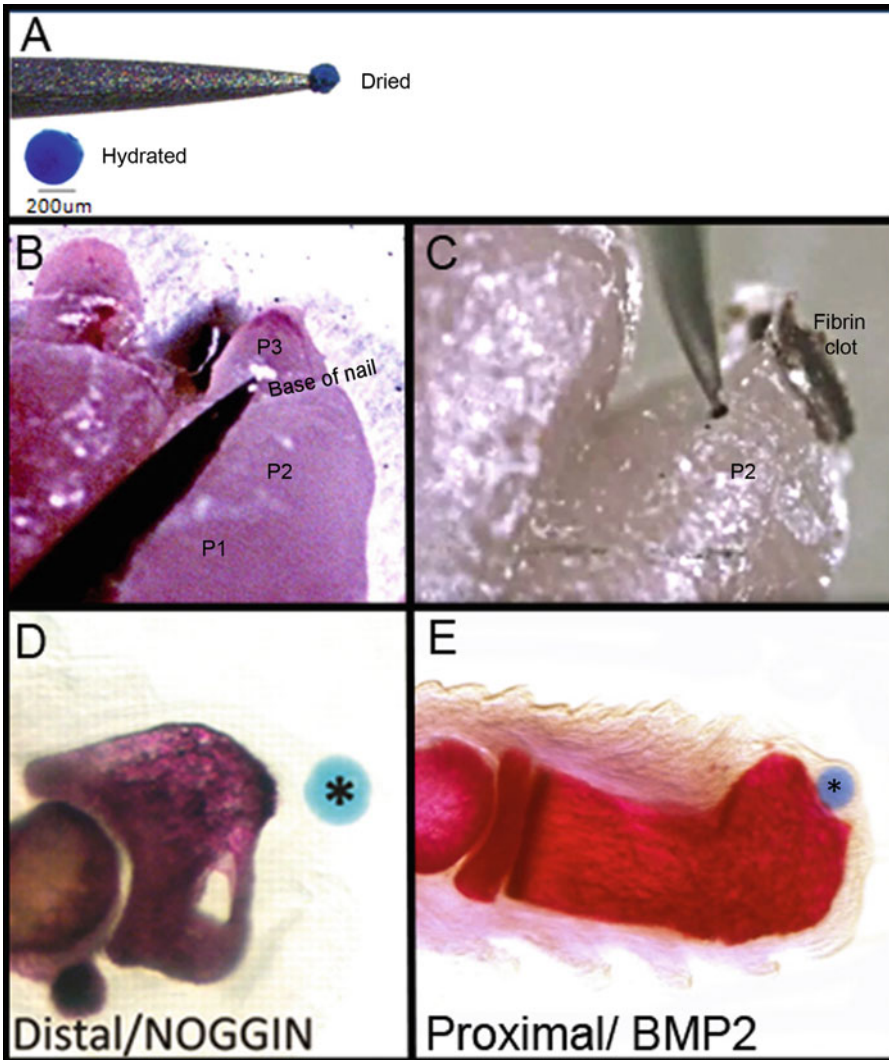 A
Dried
Hydrated
200um
B
P3
Base of nail
P2
P1
C
Fibrin
clot
P2
D
*
Distal/NOGGIN
E
*
Proximal/ BMP2